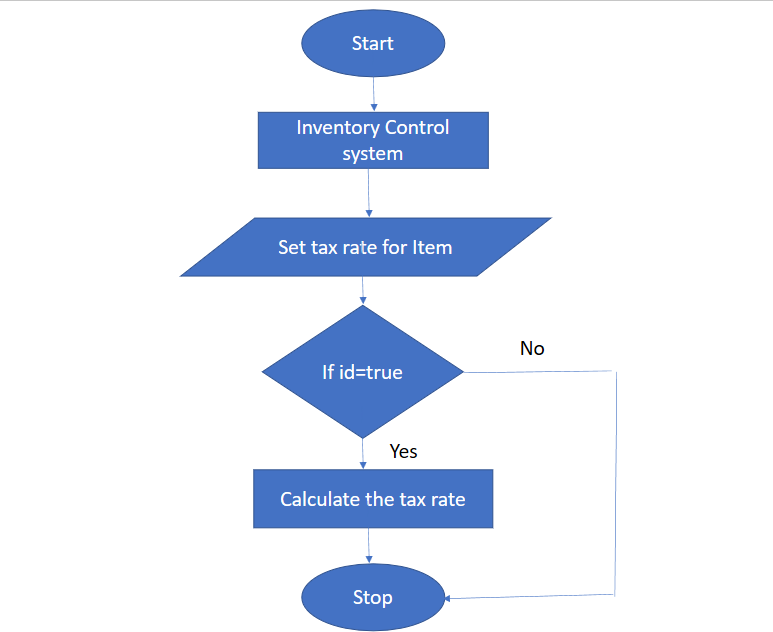 Start
Inventory Control
system
Set tax rate for Item
If id=true
No
Yes
Calculate the tax rate
Stop